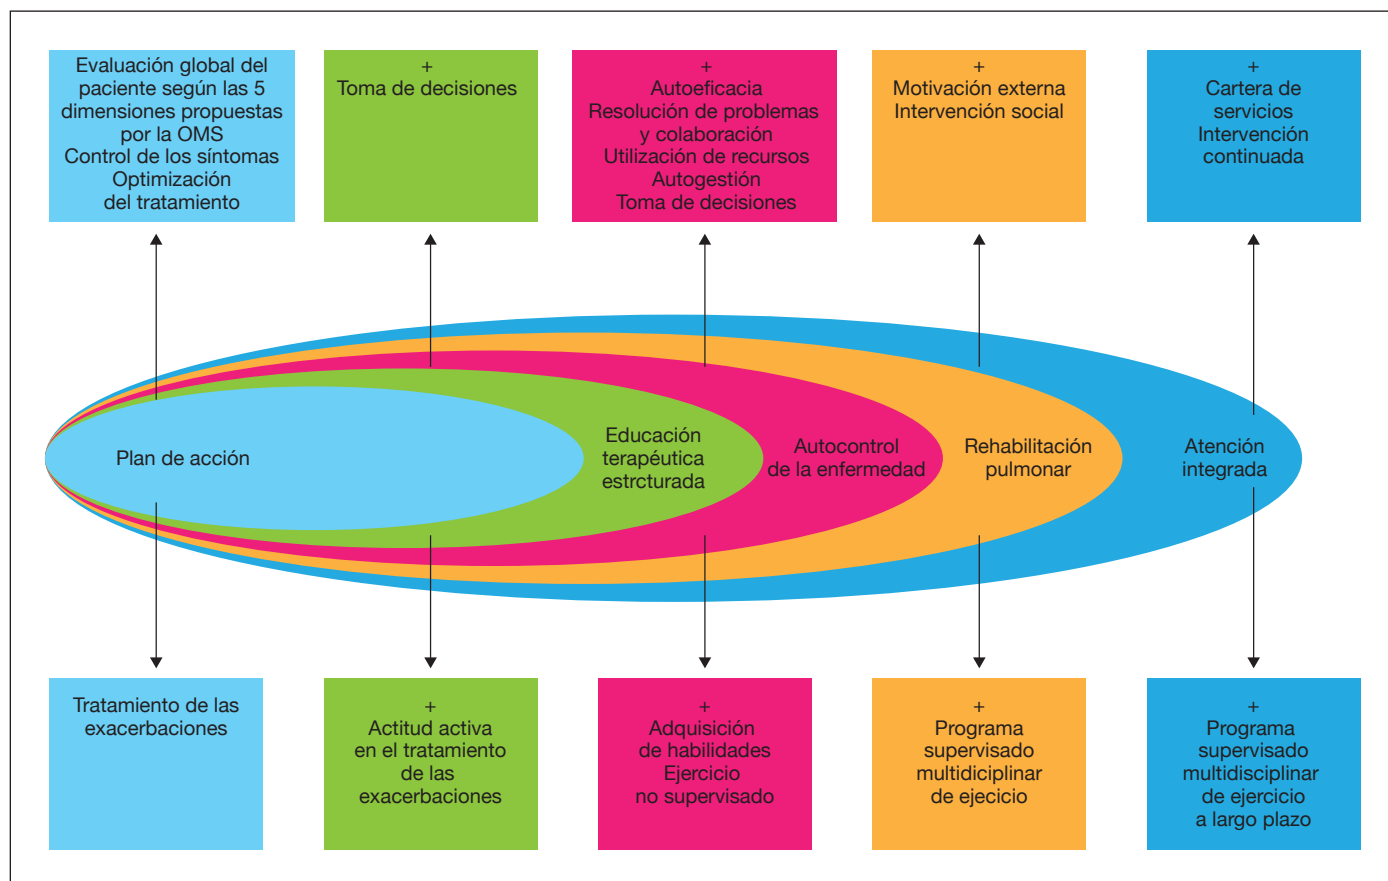 Evaluación global del
paciente según las 5
dimensiones propuestas
por la OMS
Control de los síntomas
Optimización
del tratamiento
+
Toma de decisiones
+
Autoeficacia
Resolución de problemas
y colaboración
Utilización de recursos
Autogestión
Toma de decisiones
+
Motivación externa
Intervención social
+
Cartera de
servicios
Intervención
continuada
Plan de acción
Educación
terapéutica
estrcturada
Autocontrol
de la enfermedad
Rehabilitación
pulmonar
Atención
integrada
Tratamiento de las
exacerbaciones
+
Actitud activa
en el tratamiento
de las
exacerbaciones
+
Adquisición
de habilidades
Ejercicio
no supervisado
+
Programa
supervisado
multidiciplinar
de ejecicio
+
Programa
supervisado
multidisciplinar
de ejercicio
a largo plazo